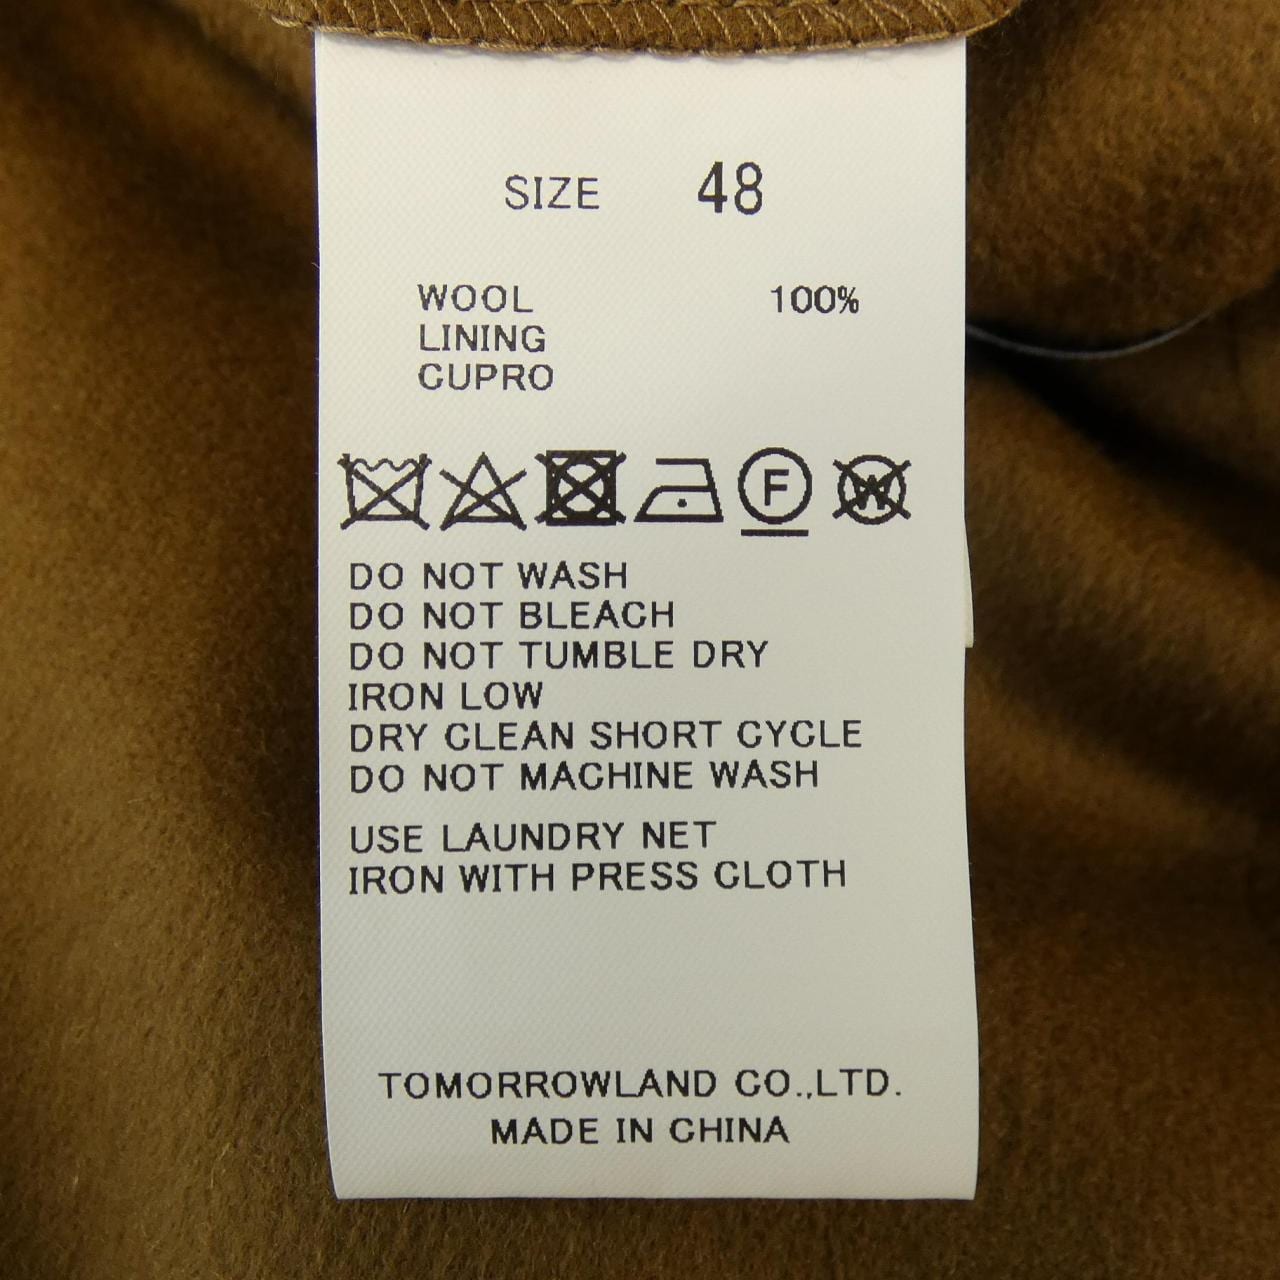 SIZE 48
WOOL 100%
LINING
CUPRO
F W
DO NOT WASH
DO NOT BLEACH
DO NOT TUMBLE DRY
IRON LOW
DRY CLEAN SHORT CYCLE
DO NOT MACHINE WASH
USE LAUNDRY NET
IRON WITH PRESS CLOTH
TOMORROWLAND CO.,LTD.
MADE IN CHINA